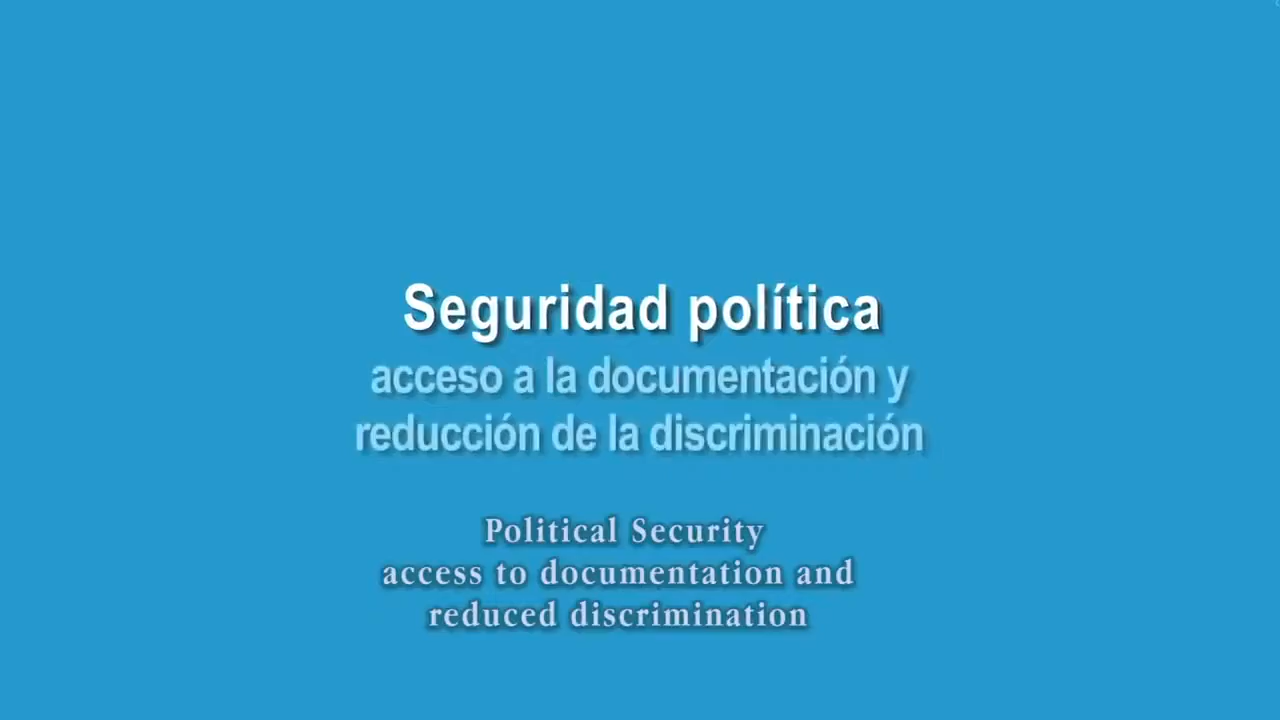 Seguridad política
acceso a la documentación y
reducción de la discriminación
Political Security
access to documentation and
reduced discrimination